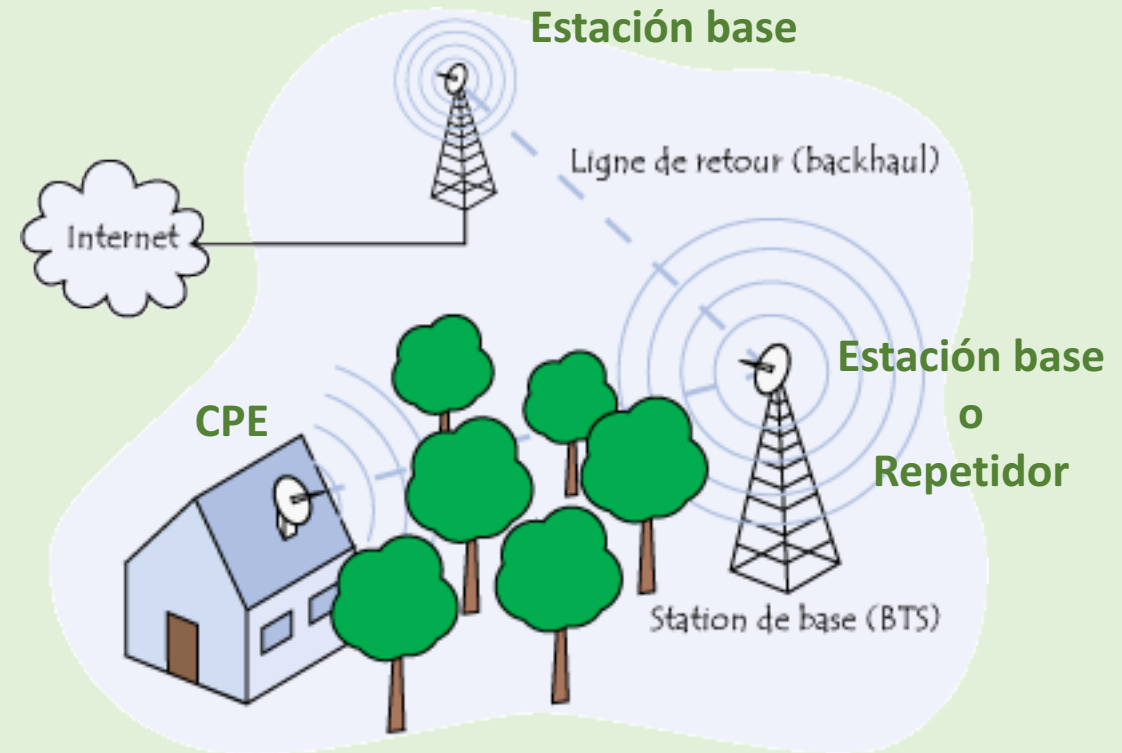 Estación base
Ligne de retour (backhaul)
Internet
Estación base
o
Repetidor
CPE
Station de base (BTS)